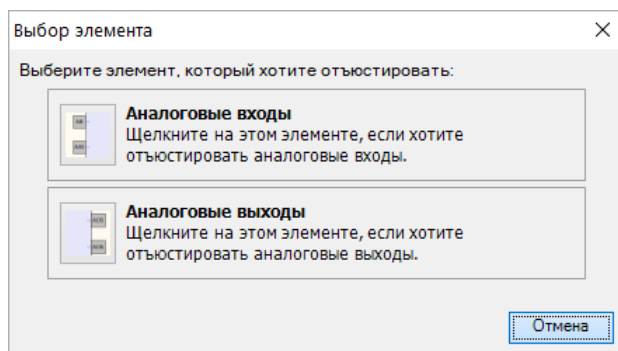 Выбор элемента
Выберите элемент, который хотите отъюстировать:
Аналоговые входы
Щелкните на этом элементе, если хотите
отъюстировать аналоговые входы.
Аналоговые выходы
Щелкните на этом элементе, если хотите
отъюстировать аналоговые выходы.
Отмена